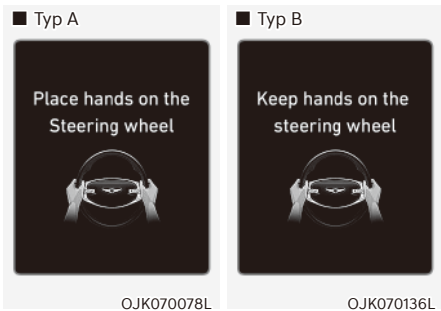 ■ Typ A
Place hands on the
Steering wheel
OJK070078L
■ Typ B
Keep hands on the
steering wheel
OJK070136L